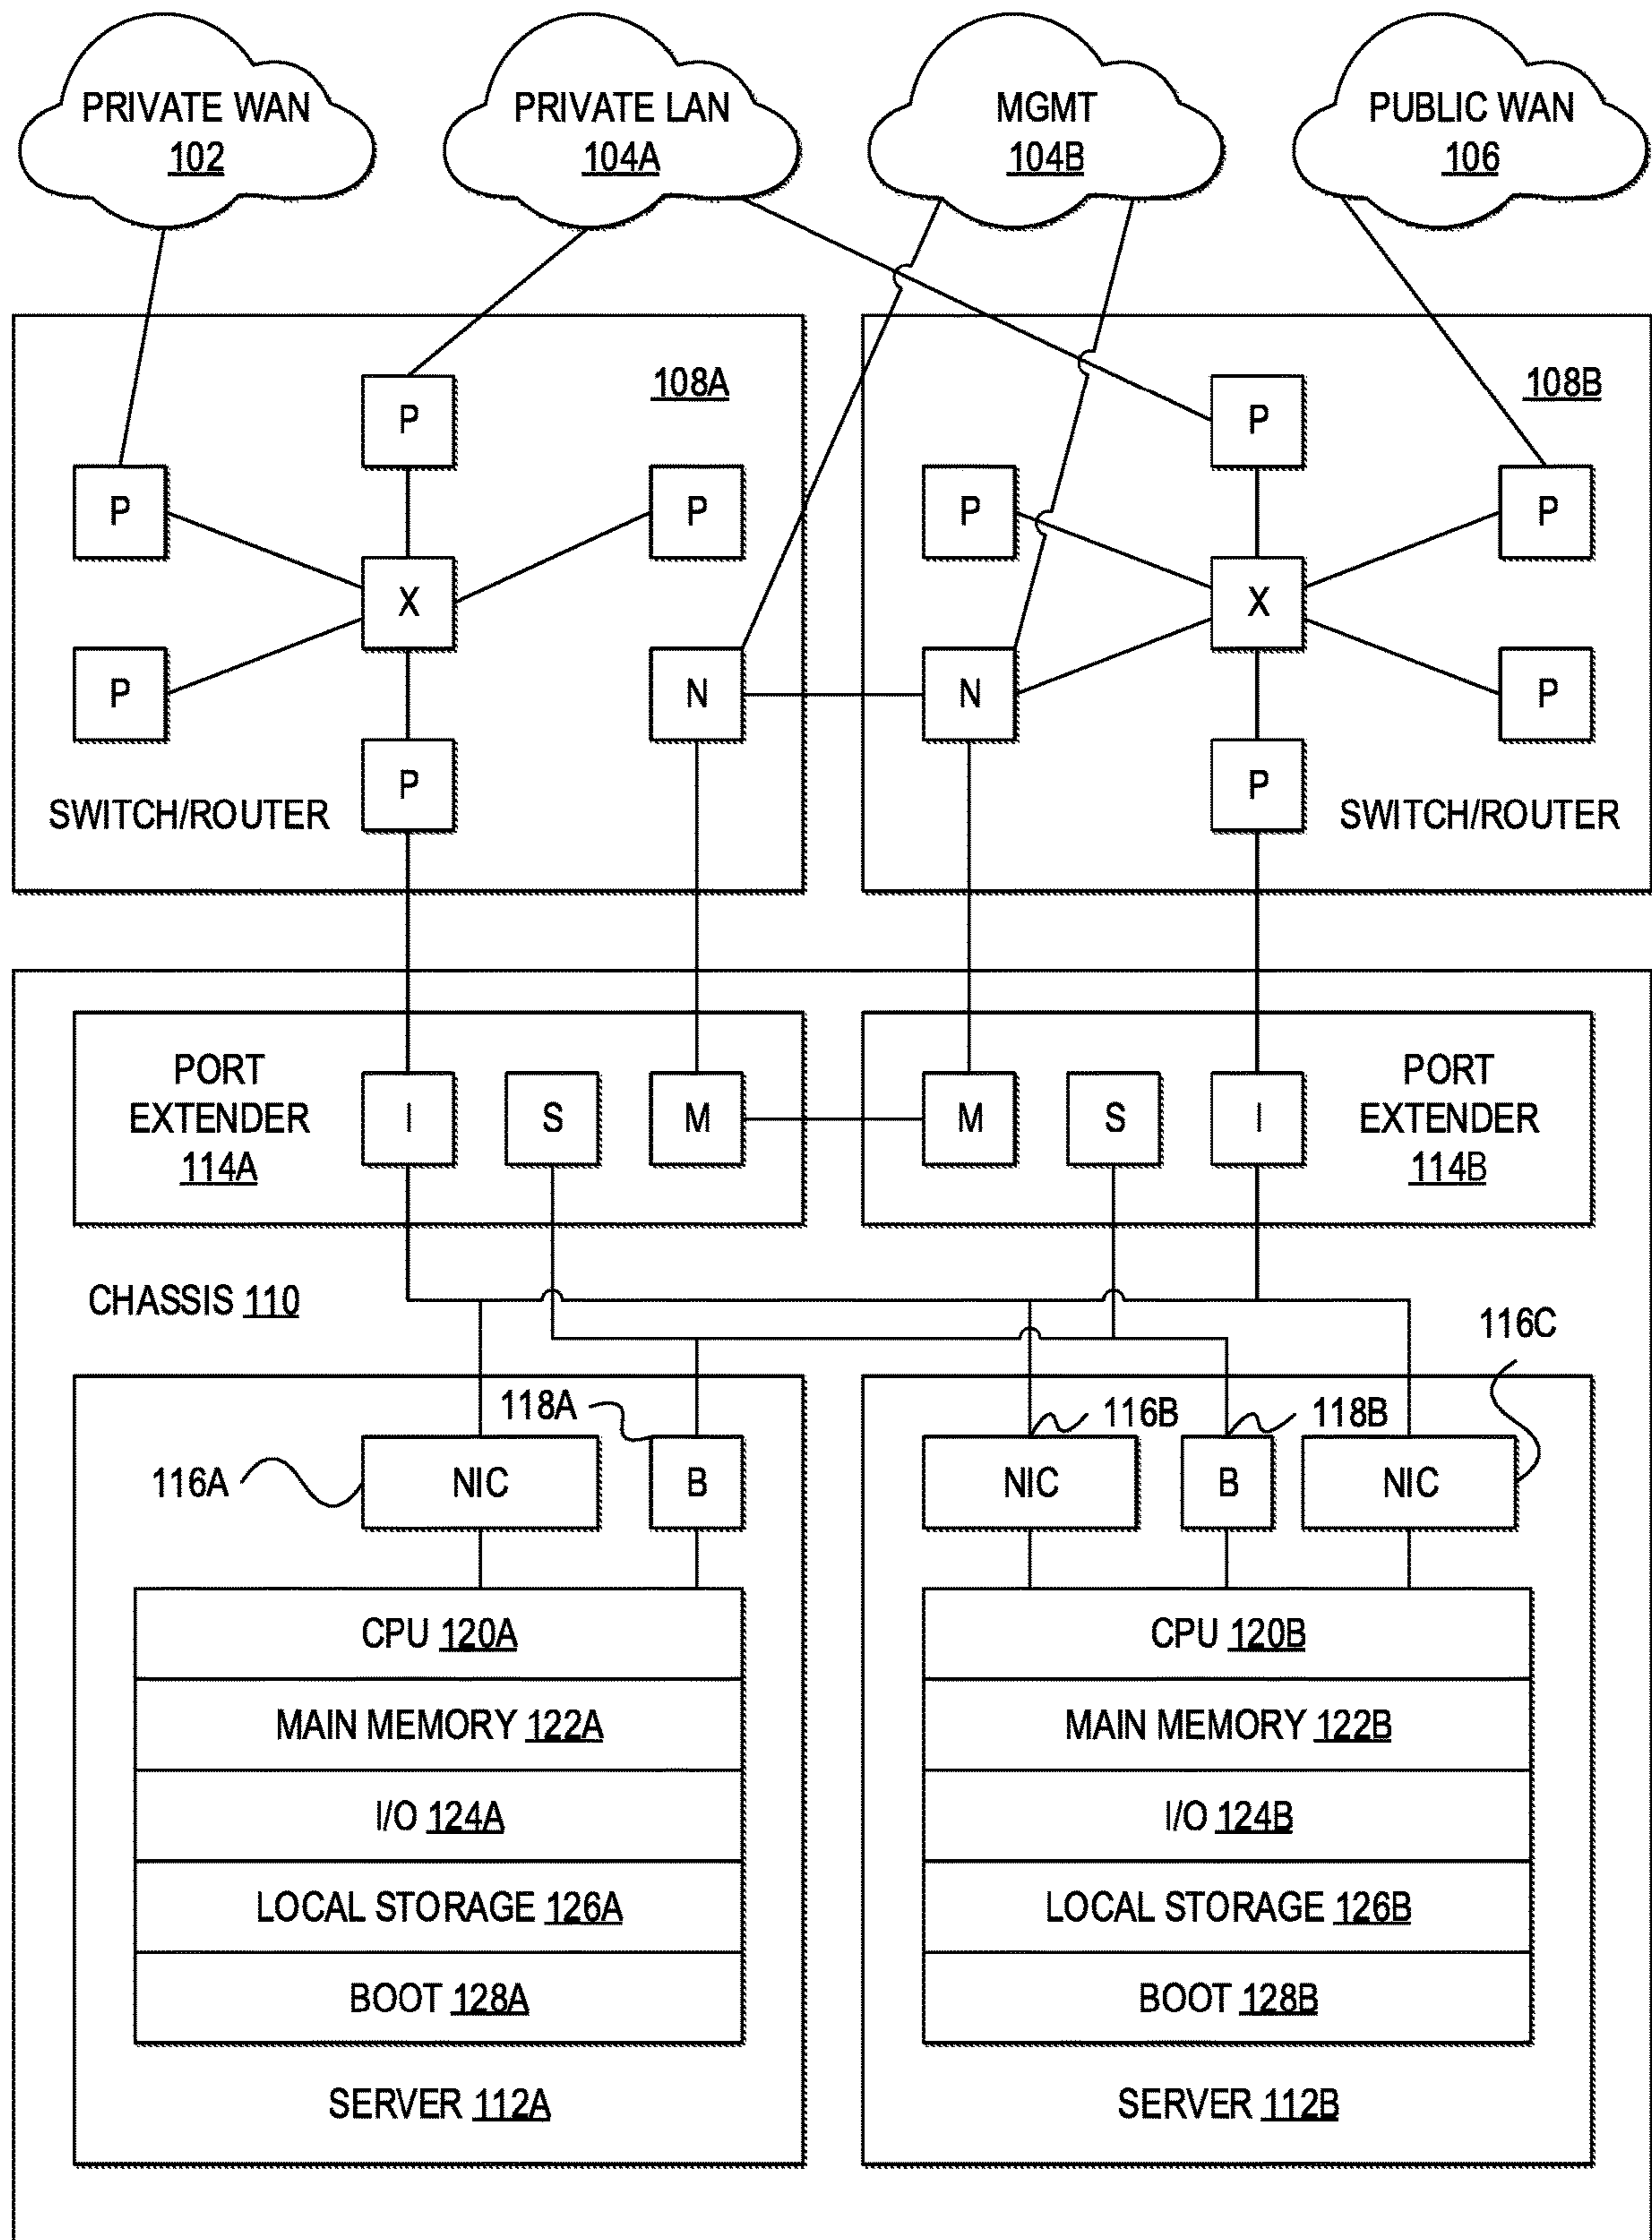 PRIVATE WAN
102
PRIVATE LAN
104A
MGMT
104B
PUBLIC WAN
106
108A
108B
P
P
P
P
P
P
X
X
P
N
N
P
P
P
SWITCH/ROUTER
SWITCH/ROUTER
PORT
EXTENDER
114A
I
S
M
M
S
I
PORT
EXTENDER
114B
CHASSIS 110
116C
118A
116B
118B
116A
NIC
B
NIC
B
NIC
CPU 120A
MAIN MEMORY 122A
I/O 124A
LOCAL STORAGE 126A
BOOT 128A
SERVER 112A
CPU 120B
MAIN MEMORY 122B
I/O 124B
LOCAL STORAGE 126B
BOOT 128B
SERVER 112B